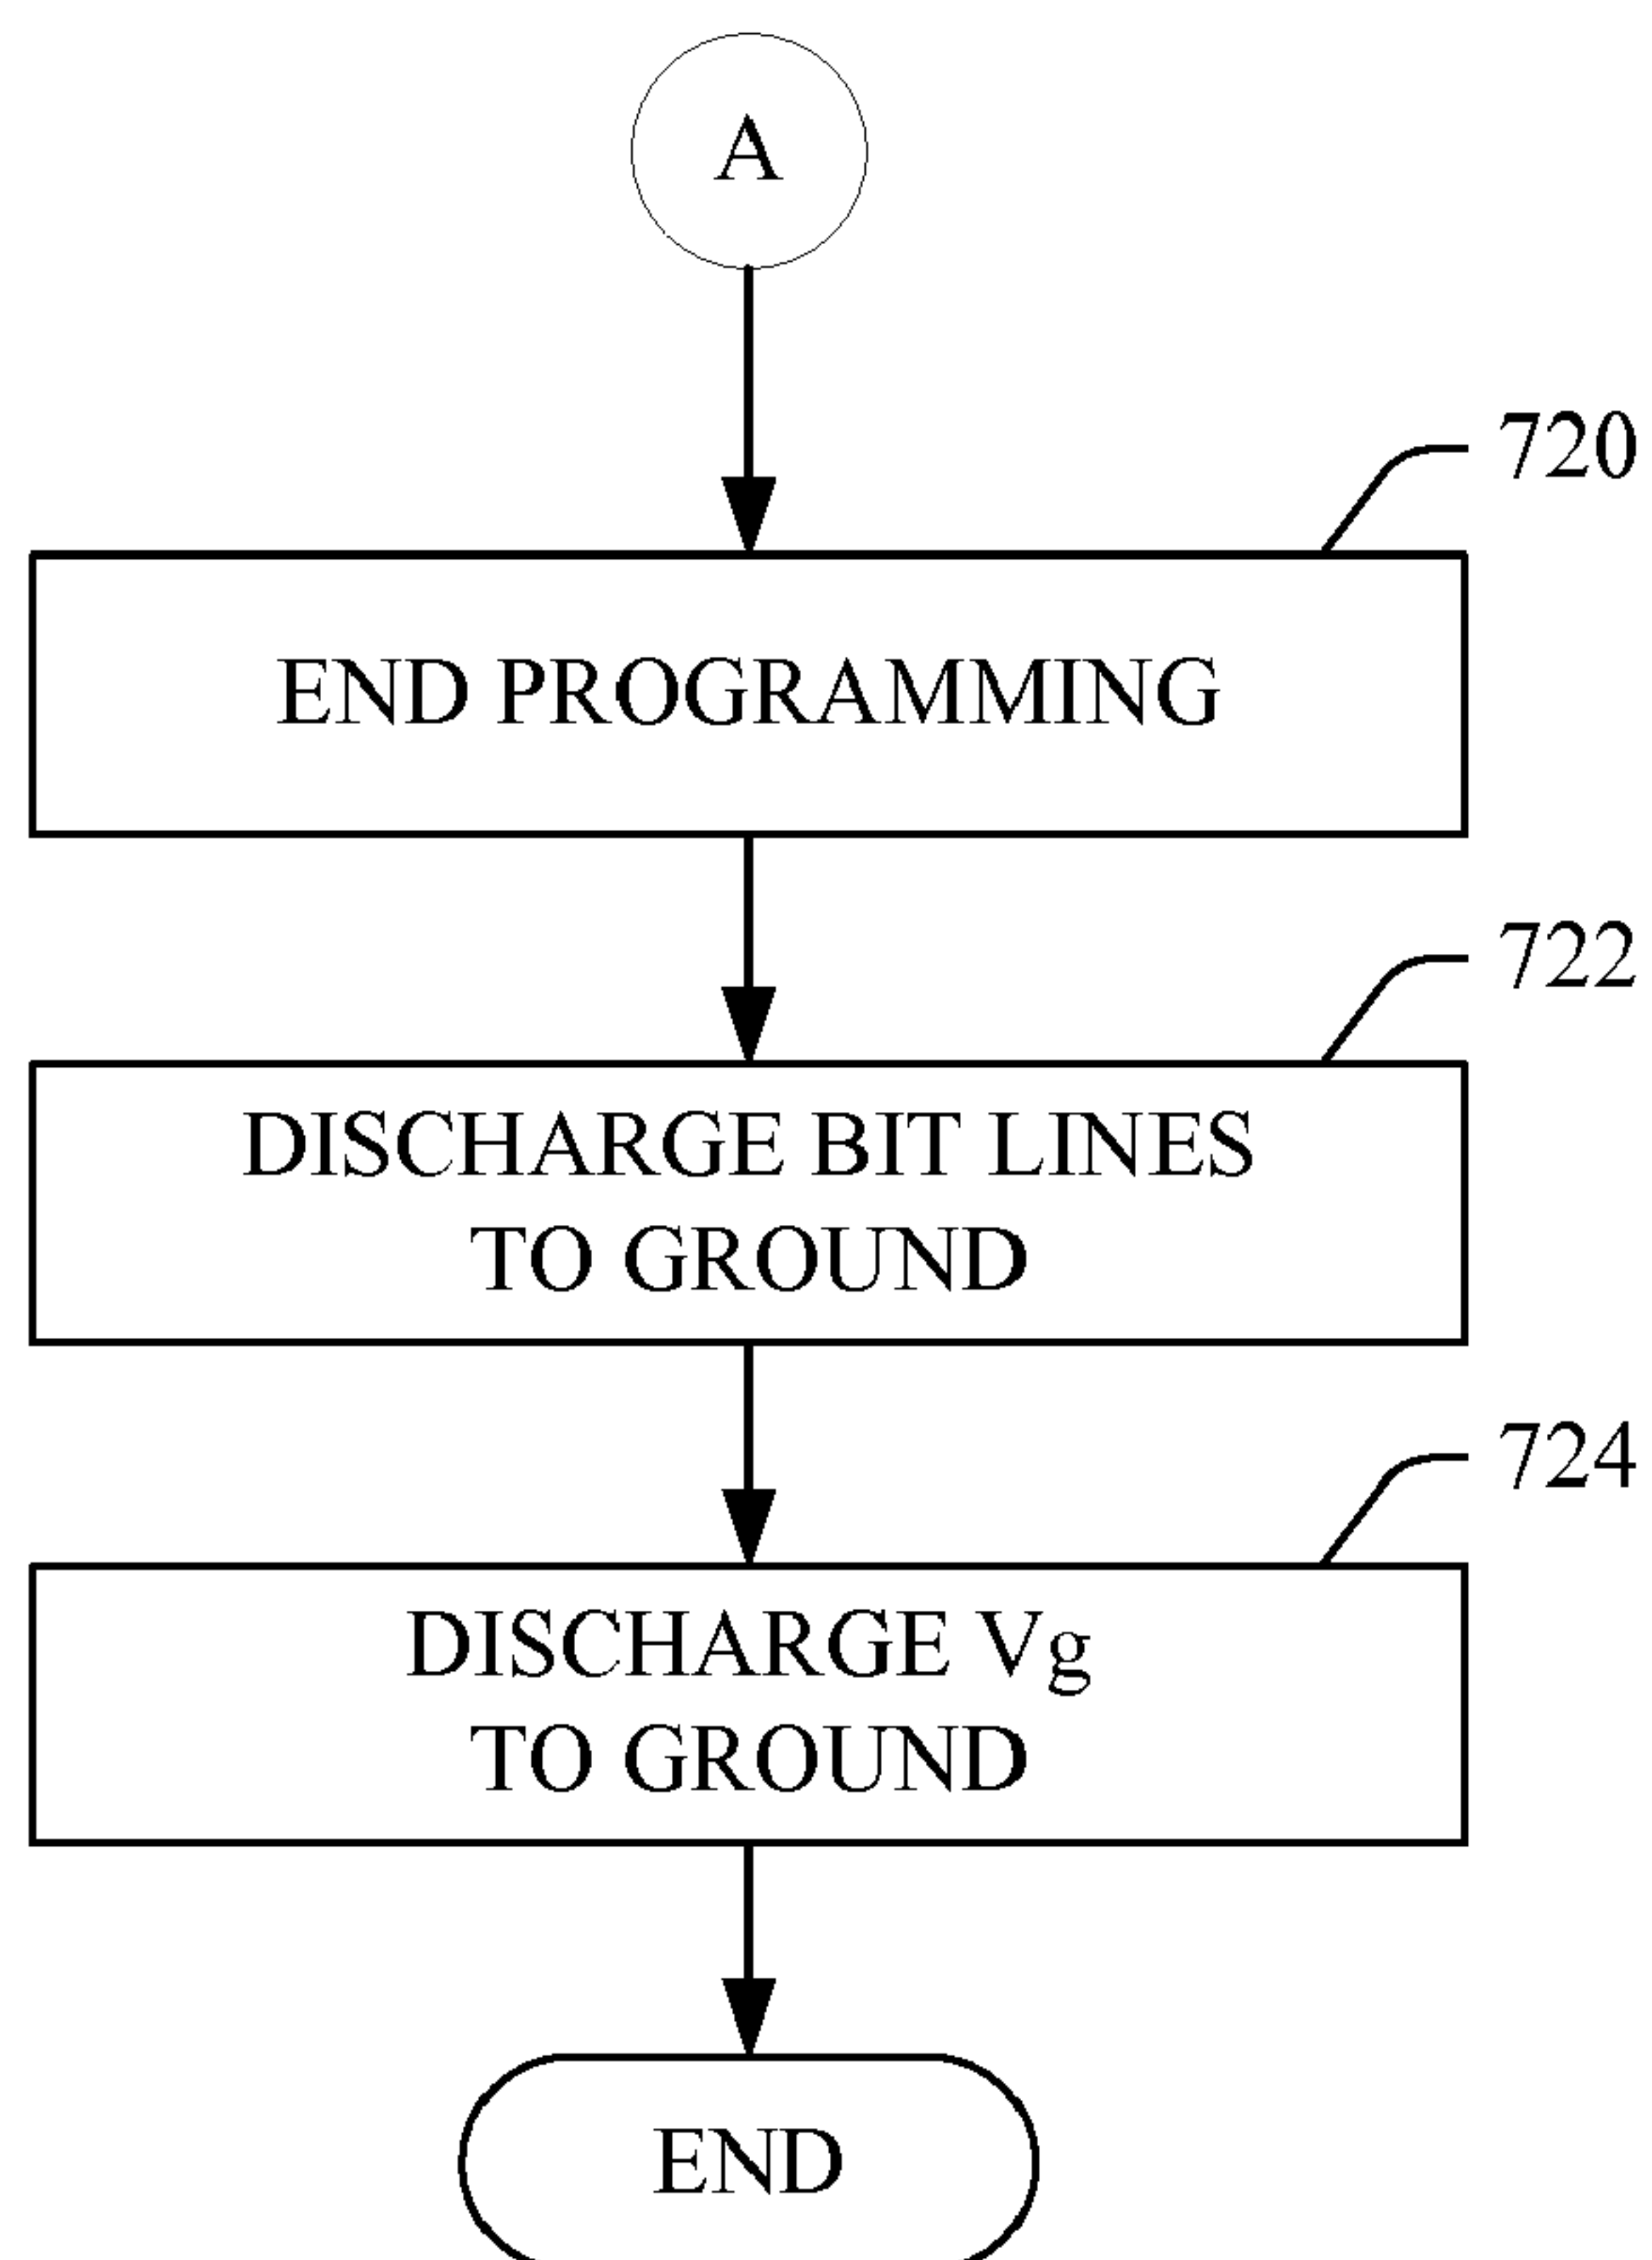 A
720
END PROGRAMMING
722
DISCHARGE BIT LINES
TO GROUND
724
DISCHARGE Vg
TO GROUND
END